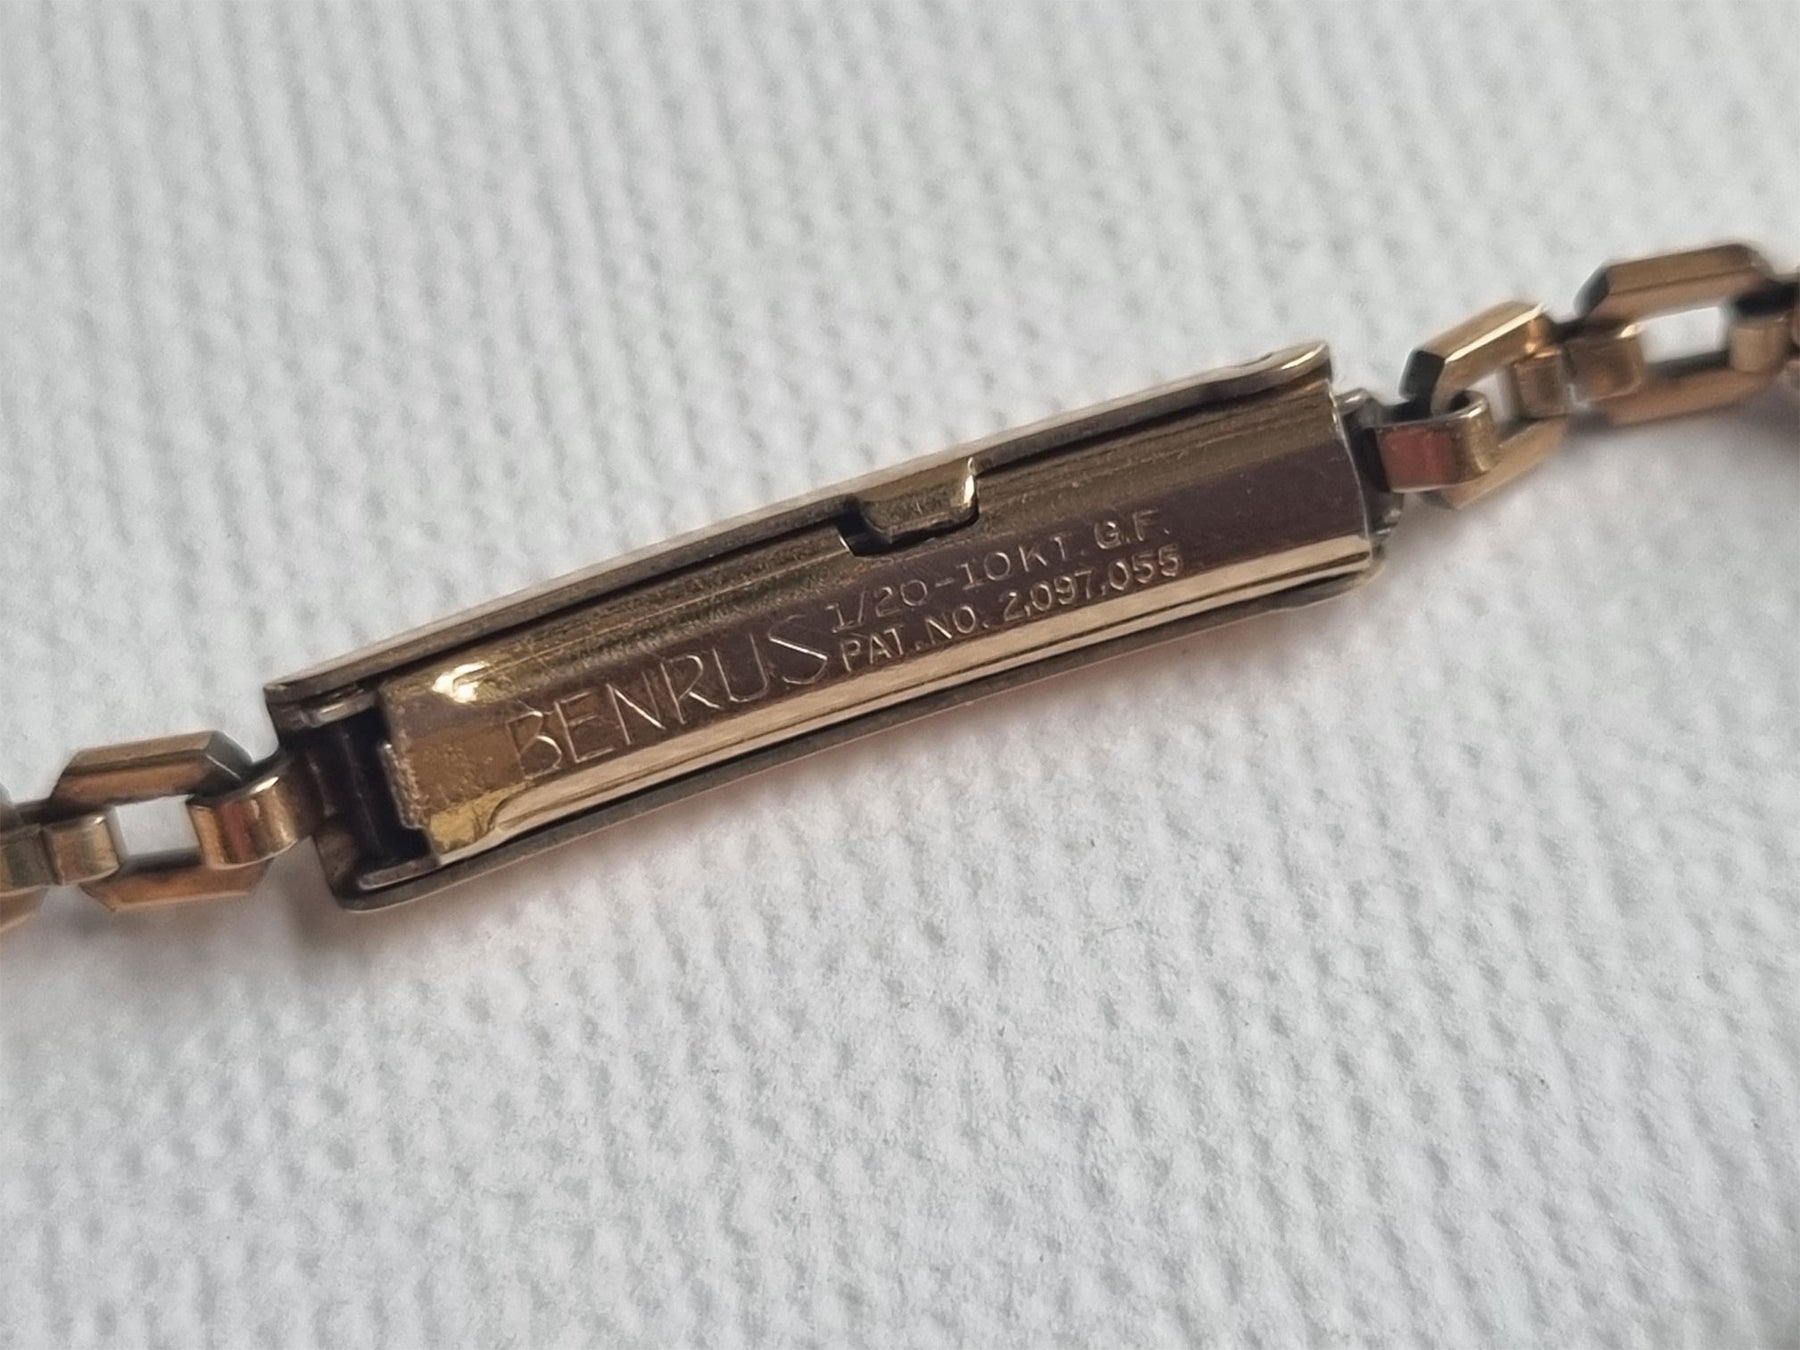 BENRUS
1/20-10KT. G.F.
PAT. NO. 2,097,055